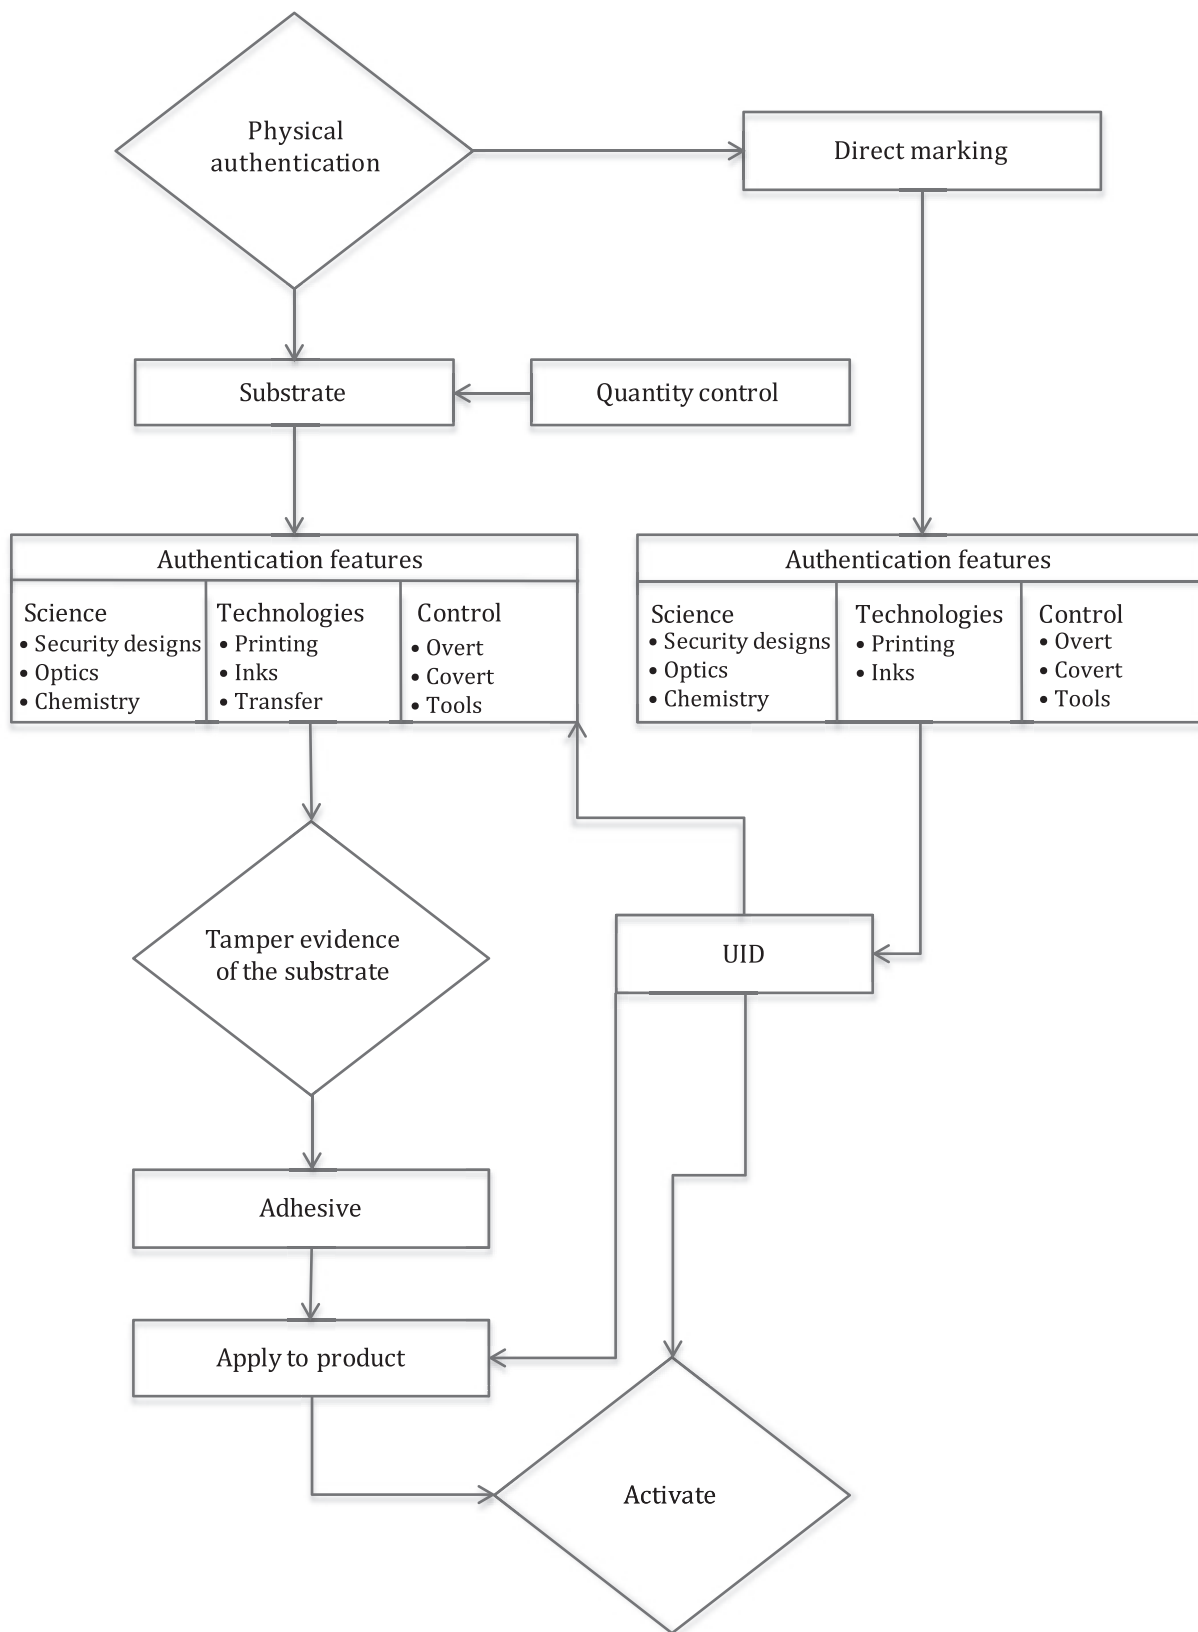 Physical
authentication
Direct marking
Substrate
Quantity control
Authentication features
Science
• Security designs
• Optics
• Chemistry
Technologies
• Printing
• Inks
• Transfer
Control
• Overt
• Covert
• Tools
Authentication features
Science
• Security designs
• Optics
• Chemistry
Technologies
• Printing
• Inks
Control
• Overt
• Covert
• Tools
Tamper evidence
of the substrate
UID
Adhesive
Apply to product
Activate